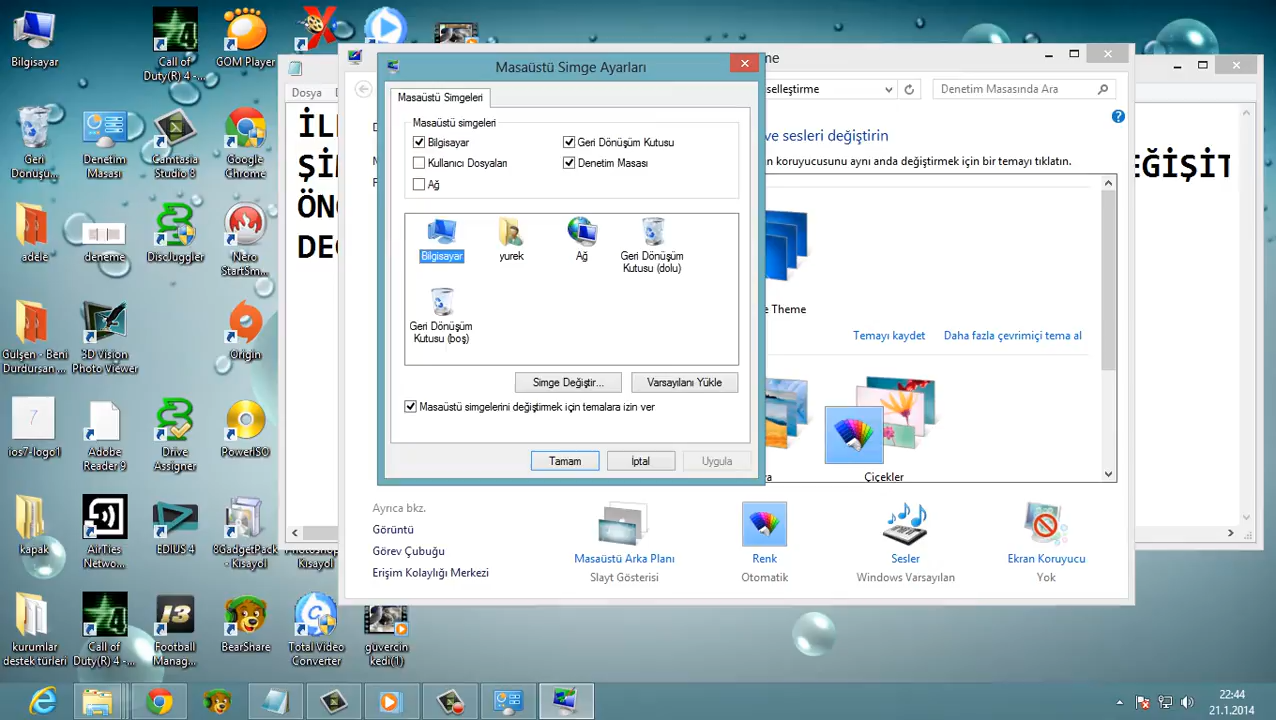 Bilgisayar
Call of
Duty(R) 4 -...
GOM Player
Geri
Dönüşü...
Denetim
Masası
Camtasia
Studio 8
Google
Chrome
adele
deneme
DiscJuggler
Nero
StartSm...
Gülşen - Beni
Durdursan...
3D Vision
Photo Viewer
Origin
ios7-logo1
Adobe
Reader 9
Drive
Assigner
PowerISO
kapak
AirTies
Netwo...
EDIUS 4
8GadgetPack
- Kısayol
Photoshop
Kısayol
kurumlar
destek türleri
Call of
Duty(R) 4 -...
Football
Manag...
BearShare
Total Video
Converter
güvercin
kedi(1)
Dosya
Masaüstü Simge Ayarları
Masaüstü Simgeleri
Masaüstü simgeleri
Bilgisayar
Geri Dönüşüm Kutusu
Kullanıcı Dosyaları
Denetim Masası
Ağ
Bilgisayar
yurek
Ağ
Geri Dönüşüm
Kutusu (dolu)
Geri Dönüşüm
Kutusu (boş)
Simge Değiştir...
Varsayılanı Yükle
Masaüstü simgelerini değiştirmek için temalara izin ver
Tamam
İptal
Uygula
Denetim Masasında Ara
ve sesleri değiştirin
koruyucusunu aynı anda değiştirmek için bir temayı tıklatın.
Theme
Temayı kaydet
Daha fazla çevrimiçi tema al
Çiçekler
Ayrıca bkz.
Görüntü
Görev Çubuğu
Erişim Kolaylığı Merkezi
Masaüstü Arka Planı
Slayt Gösterisi
Renk
Otomatik
Sesler
Windows Varsayılan
Ekran Koruyucu
Yok
22:44
21.1.2014